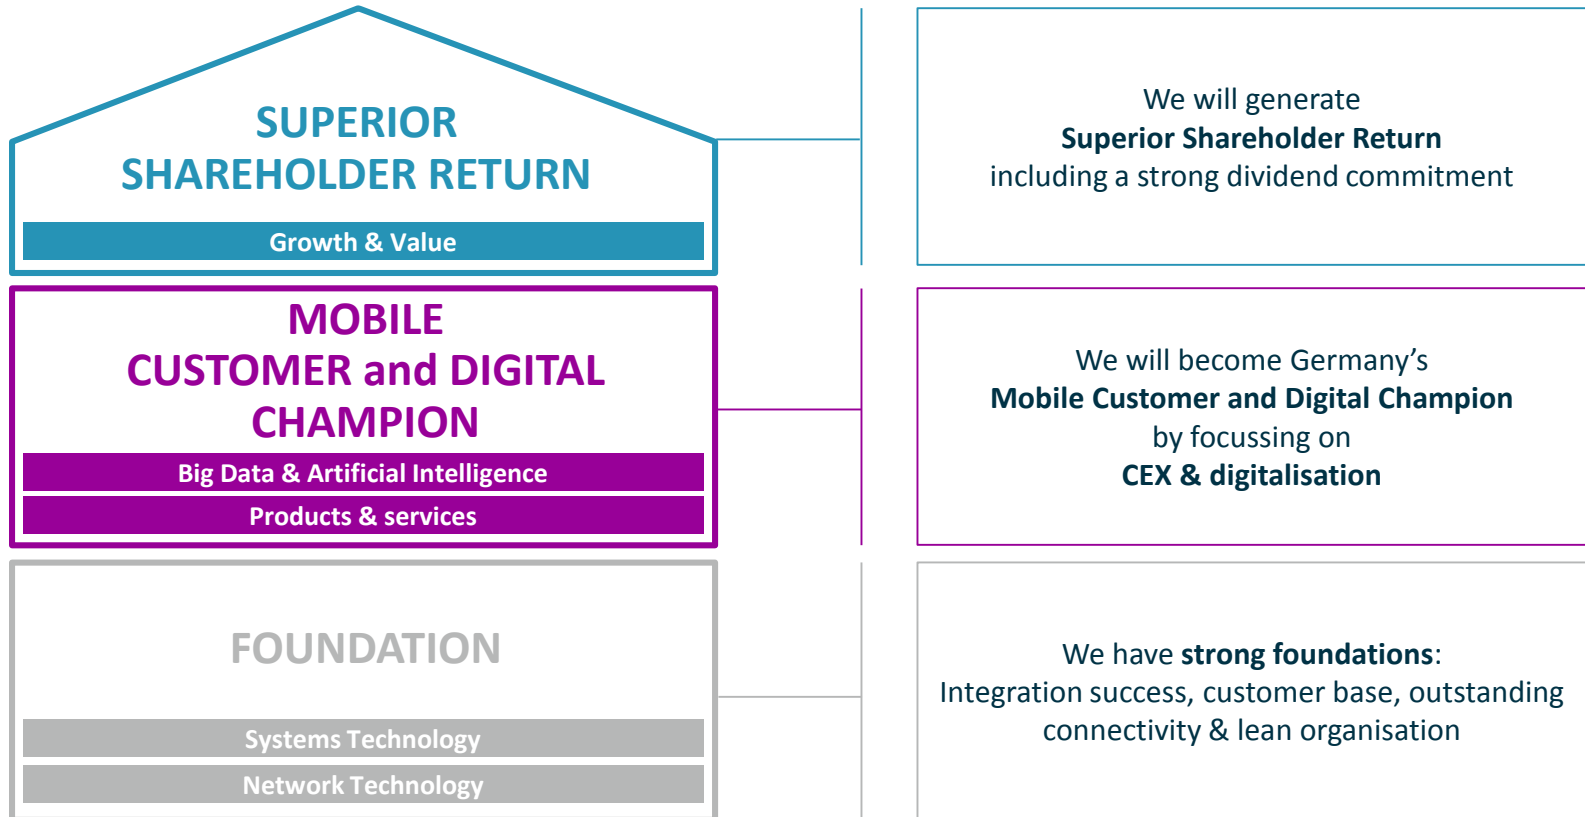 SUPERIOR
SHAREHOLDER RETURN
Growth & Value
We will generate
Superior Shareholder Return
including a strong dividend commitment
MOBILE
CUSTOMER and DIGITAL
CHAMPION
Big Data & Artificial Intelligence
Products & services
We will become Germany’s
Mobile Customer and Digital Champion
by focussing on
CEX & digitalisation
FOUNDATION
Systems Technology
Network Technology
We have strong foundations:
Integration success, customer base, outstanding
connectivity & lean organisation